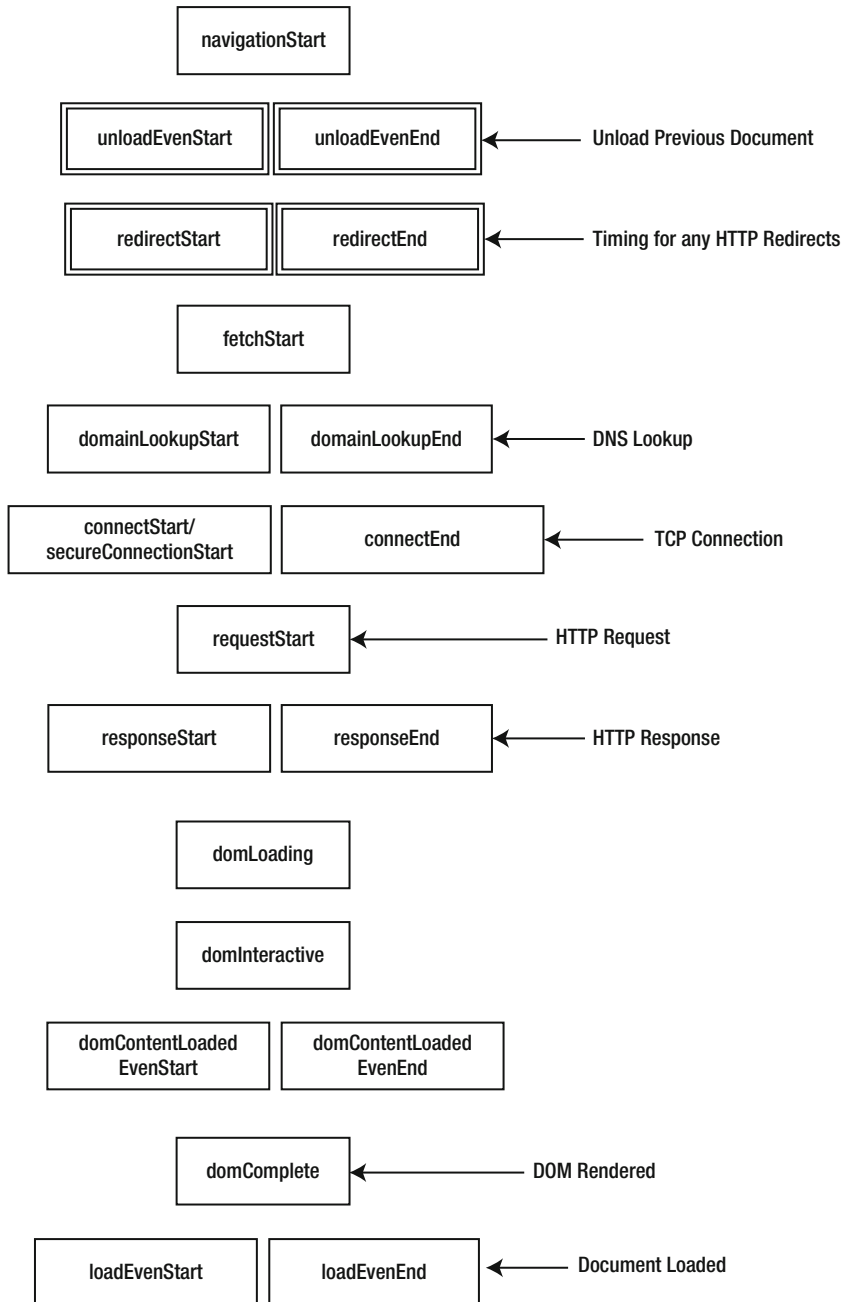 navigationStart
unloadEvenStart unloadEvenEnd Unload Previous Document
redirectStart redirectEnd Timing for any HTTP Redirects
fetchStart
domainLookupStart domainLookupEnd DNS Lookup
connectStart/
secureConnectionStart connectEnd TCP Connection
requestStart HTTP Request
responseStart responseEnd HTTP Response
domLoading
domInteractive
domContentLoaded
EvenStart
domContentLoaded
EvenEnd
domComplete DOM Rendered
loadEvenStart loadEvenEnd Document Loaded